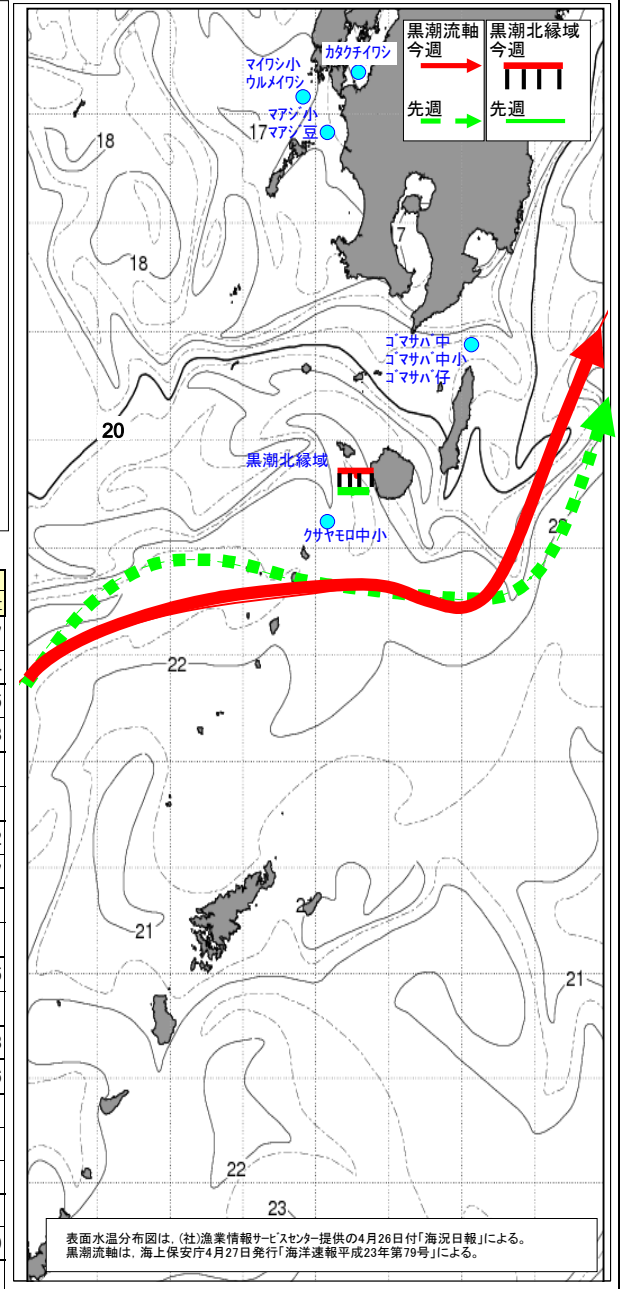 黒潮流軸
今週
先週
黒潮北縁域
今週
先週
カタクチイワシ
マイワシ小
ウルメイワシ
マアジ小
マアジ豆
17
18
18
7
ゴマサバ中
ゴマサバ中小
ゴマサバ仔
20
黒潮北縁域
クサヤモロ中小
22
21
21
22
23
表面水温分布図は、(社)漁業情報サービスセンター提供の4月26日付「海況日報」による。
黒潮流軸は、海上保安庁4月27日発行「海洋速報平成23年第79号」による。